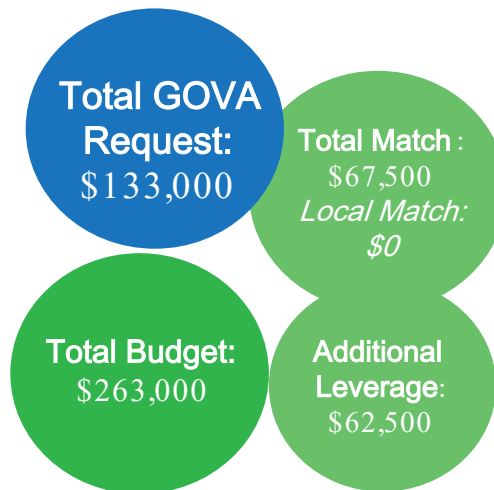 Total GOVA
Request:
$133,000
Total Match :
$67,500
Local Match:
$0
Total Budget:
$263,000
Additional
Leverage:
$62,500